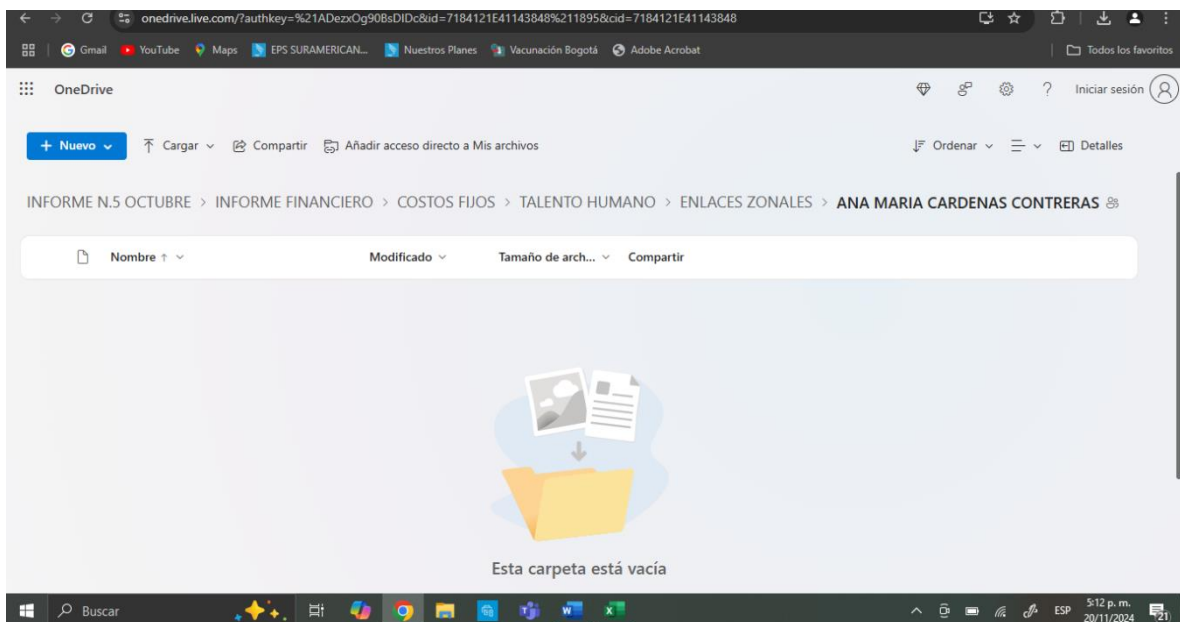 onedrive.live.com/?authkey=%21ADezxOg90BsDIDc&id=7184121E41143848%211895&cid=7184121E41143848
Gmail YouTube Maps EPS SURAMERICAN... Nuestros Planes Vacunación Bogotá Adobe Acrobat Todos los favoritos
OneDrive Iniciar sesión
+ Nuevo Cargar Compartir Añadir acceso directo a Mis archivos Ordenar Detalles
INFORME N.5 OCTUBRE > INFORME FINANCIERO > COSTOS FIJOS > TALENTO HUMANO > ENLACES ZONALES > ANA MARIA CARDENAS CONTRERAS
Nombre ↑ Modificado Tamaño de arch... Compartir
Esta carpeta está vacía
Buscar ESP 5:12 p. m.
20/11/2024 21